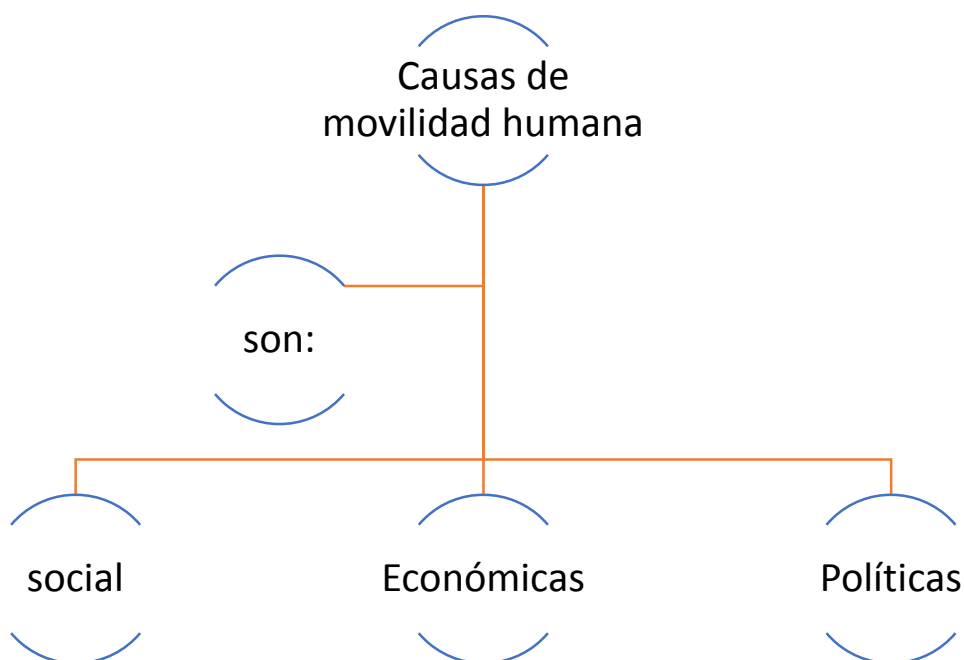 Causas de
movilidad humana
son:
social
Económicas
Políticas